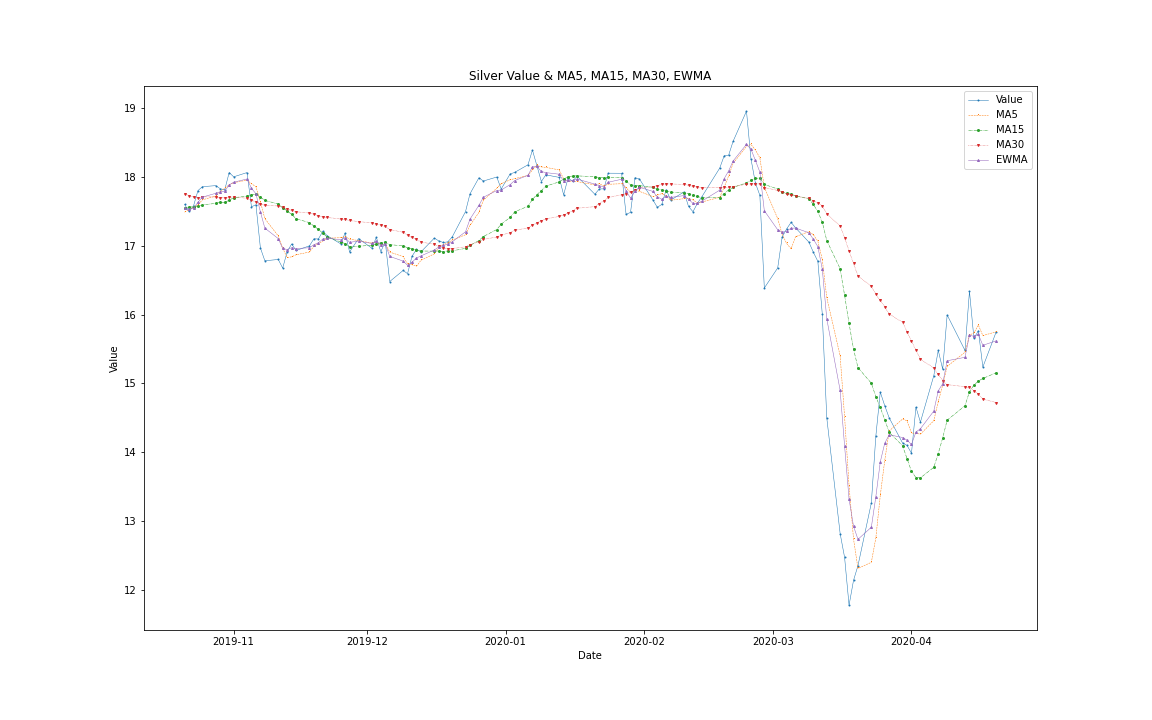 Silver Value & MA5, MA15, MA30, EWMA
Value
MA5
MA15
MA30
EWMA
19
18
17
16
15
14
13
12
Value
2019-11
2019-12
2020-01
2020-02
2020-03
2020-04
Date